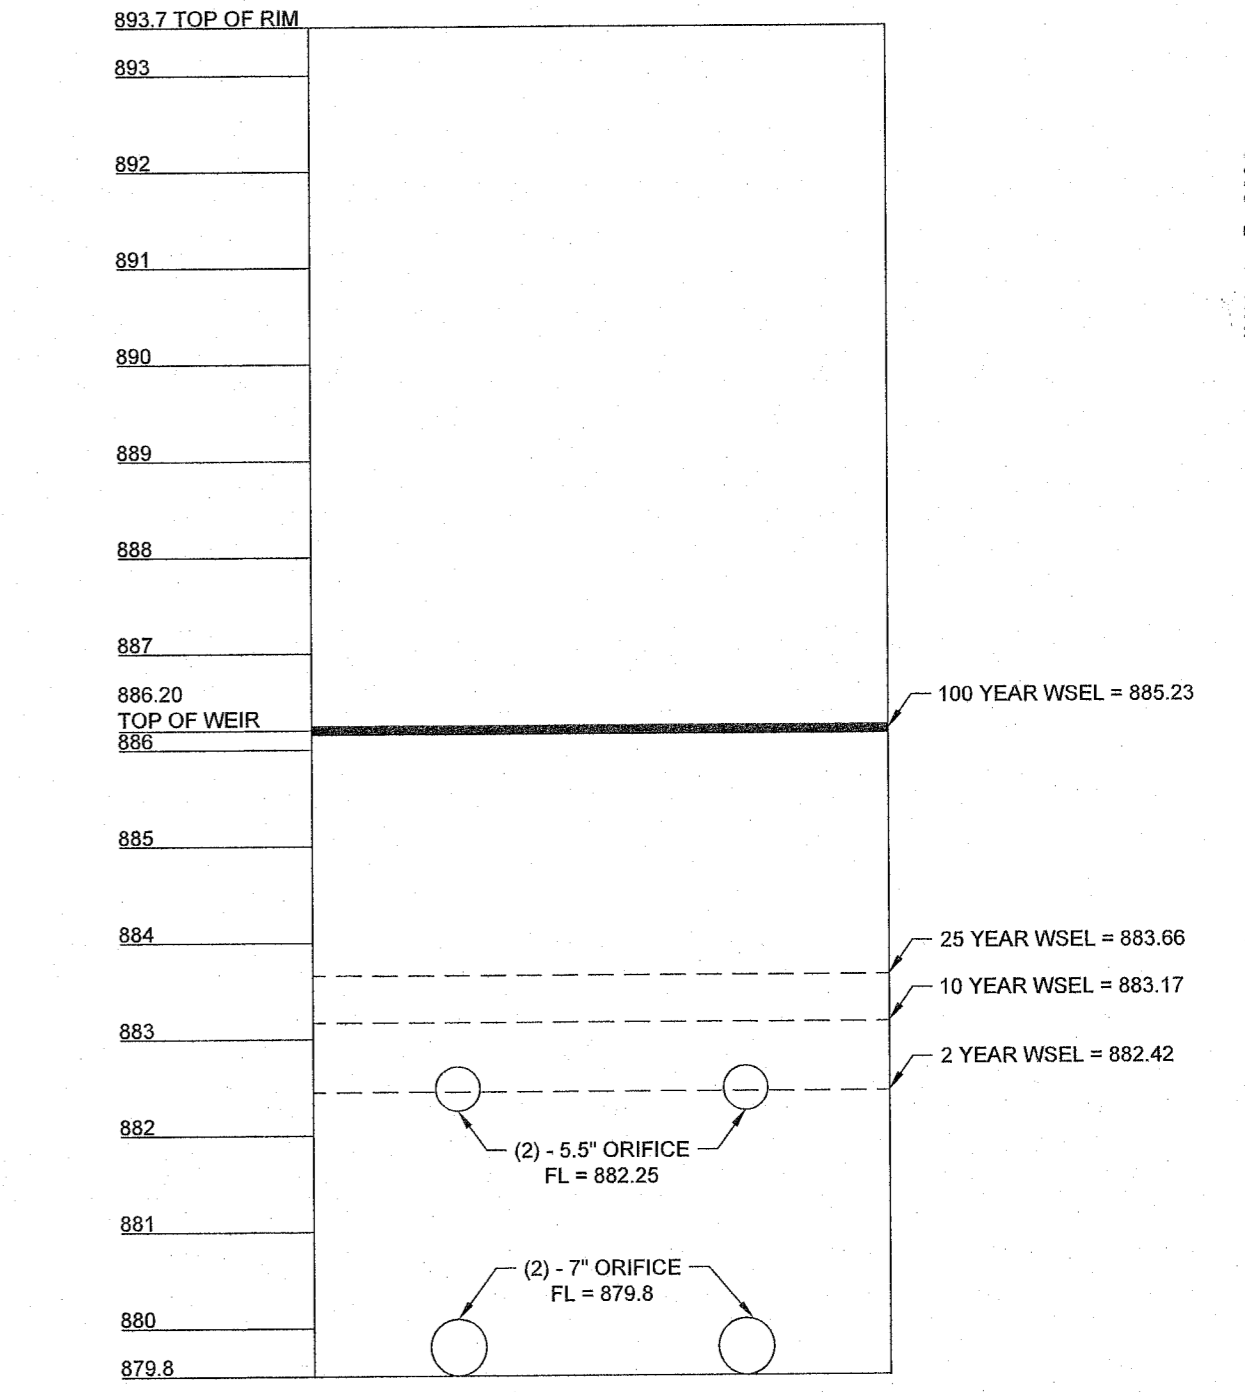 893.7 TOP OF RIM
893
892
891
890
889
888
887
886.20
TOP OF WEIR
886
885
884
883
882
881
880
879.8
100 YEAR WSEL = 885.23
25 YEAR WSEL = 883.66
10 YEAR WSEL = 883.17
2 YEAR WSEL = 882.42
(2) - 5.5" ORIFICE
FL = 882.25
(2) - 7" ORIFICE
FL = 879.8